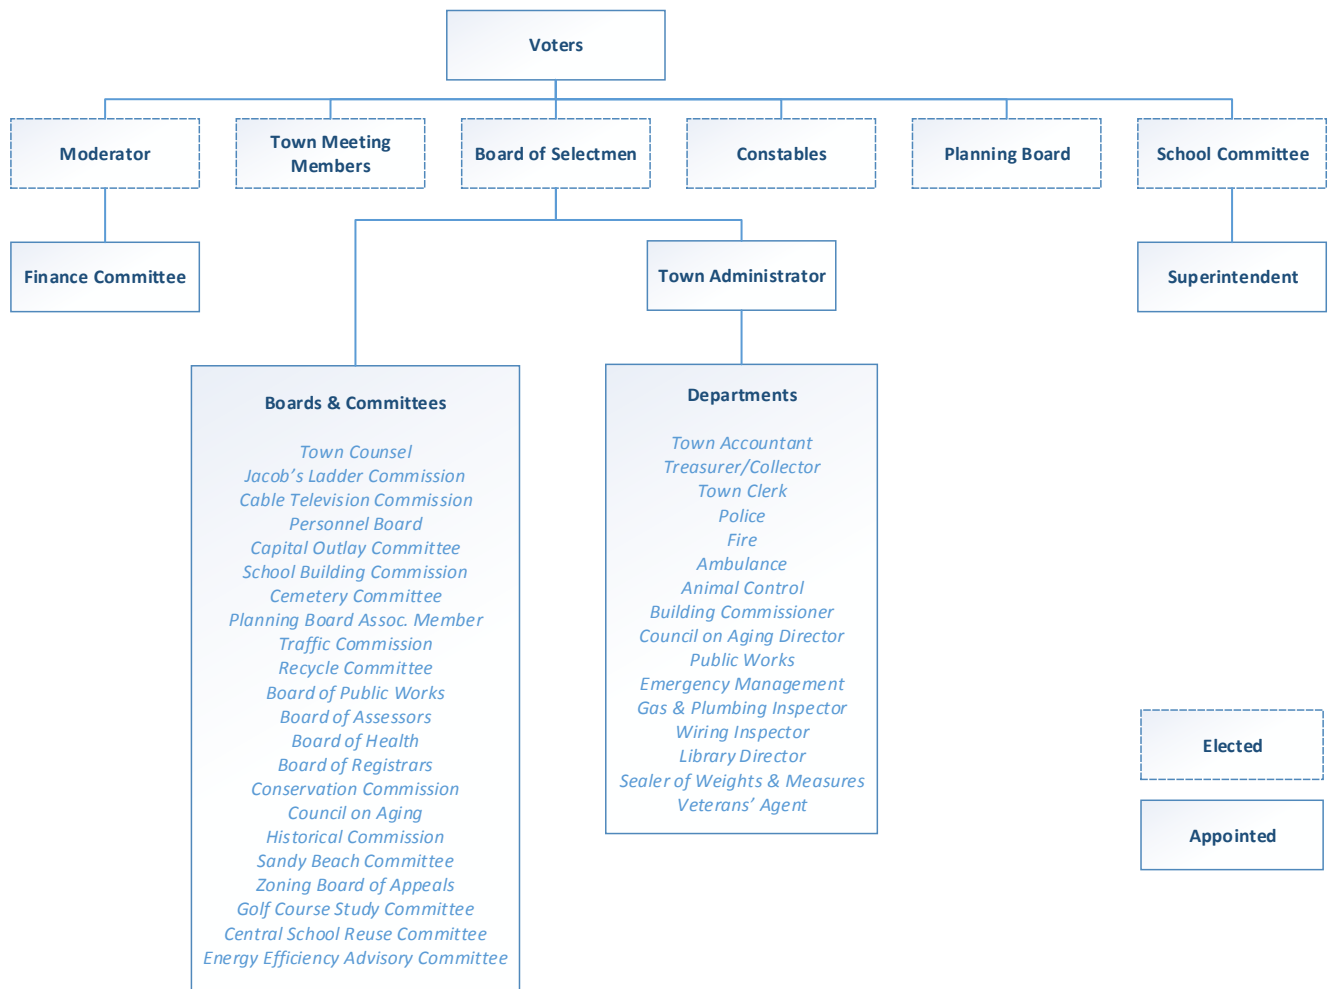 Voters
Moderator
Town Meeting
Members
Board of Selectmen
Constables
Planning Board
School Committee
Finance Committee
Town Administrator
Superintendent
Boards & Committees
Town Counsel
Jacob’s Ladder Commission
Cable Television Commission
Personnel Board
Capital Outlay Committee
School Building Commission
Cemetery Committee
Planning Board Assoc. Member
Traffic Commission
Recycle Committee
Board of Public Works
Board of Assessors
Board of Health
Board of Registrars
Conservation Commission
Council on Aging
Historical Commission
Sandy Beach Committee
Zoning Board of Appeals
Golf Course Study Committee
Central School Reuse Committee
Energy Efficiency Advisory Committee
Departments
Town Accountant
Treasurer/Collector
Town Clerk
Police
Fire
Ambulance
Animal Control
Building Commissioner
Council on Aging Director
Public Works
Emergency Management
Gas & Plumbing Inspector
Wiring Inspector
Library Director
Sealer of Weights & Measures
Veterans’ Agent
Elected
Appointed